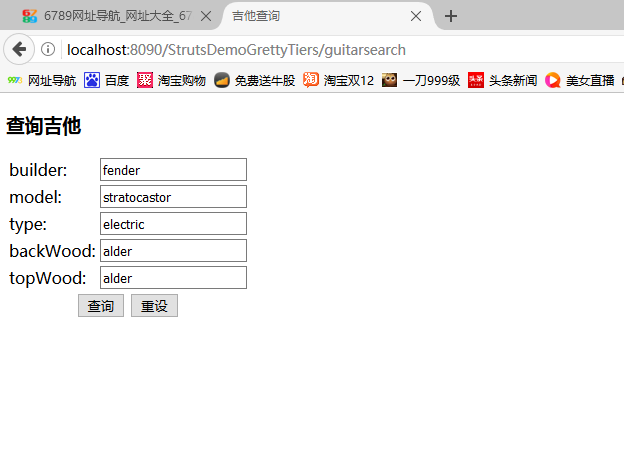 6789网址导航_网址大全_67
吉他查询
localhost:8090/StrutsDemoGrettyTiers/guitarsearch
网址导航 百度 淘宝购物 免费送牛股 淘宝双12 一刀999级 头条新闻 美女直播
查询吉他
builder: fender
model: stratocastor
type: electric
backWood: alder
topWood: alder
查询 重设